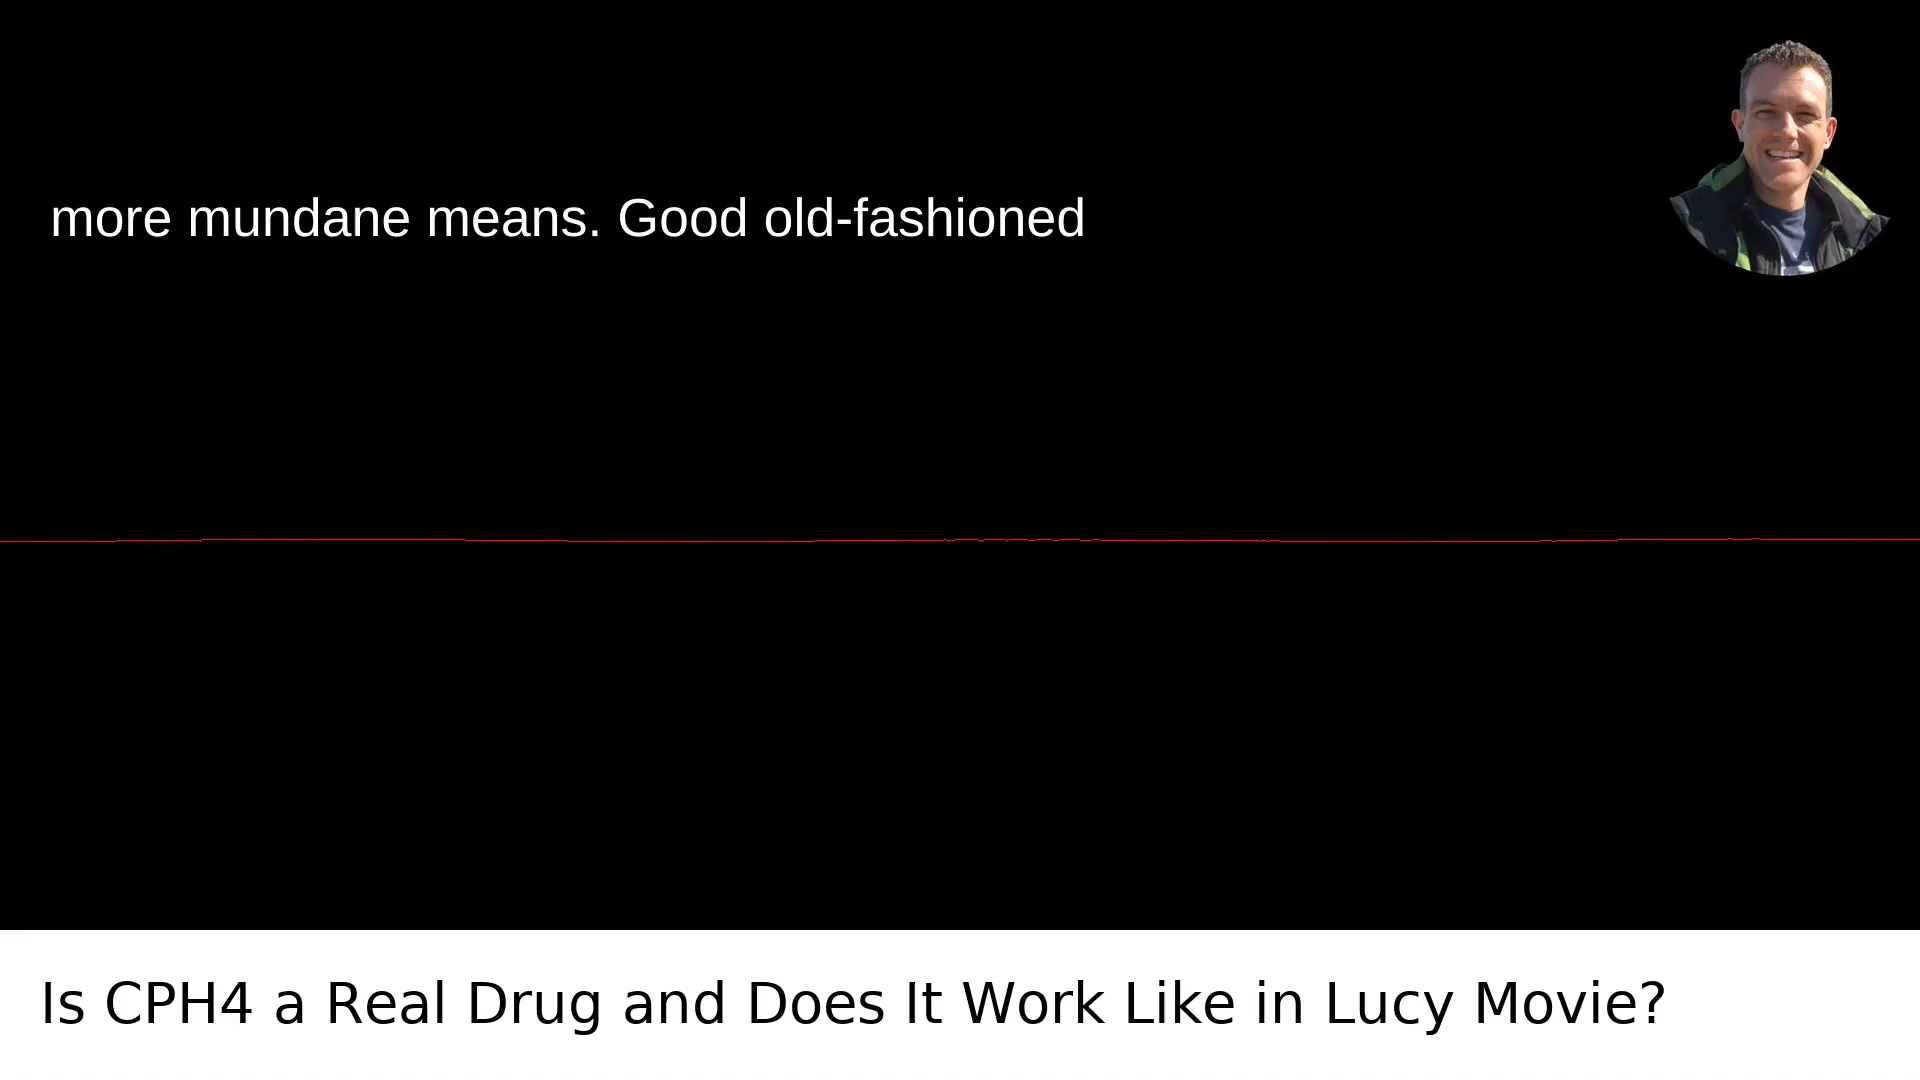 more mundane means. Good old-fashioned
Is CPH4 a Real Drug and Does It Work Like in Lucy Movie?